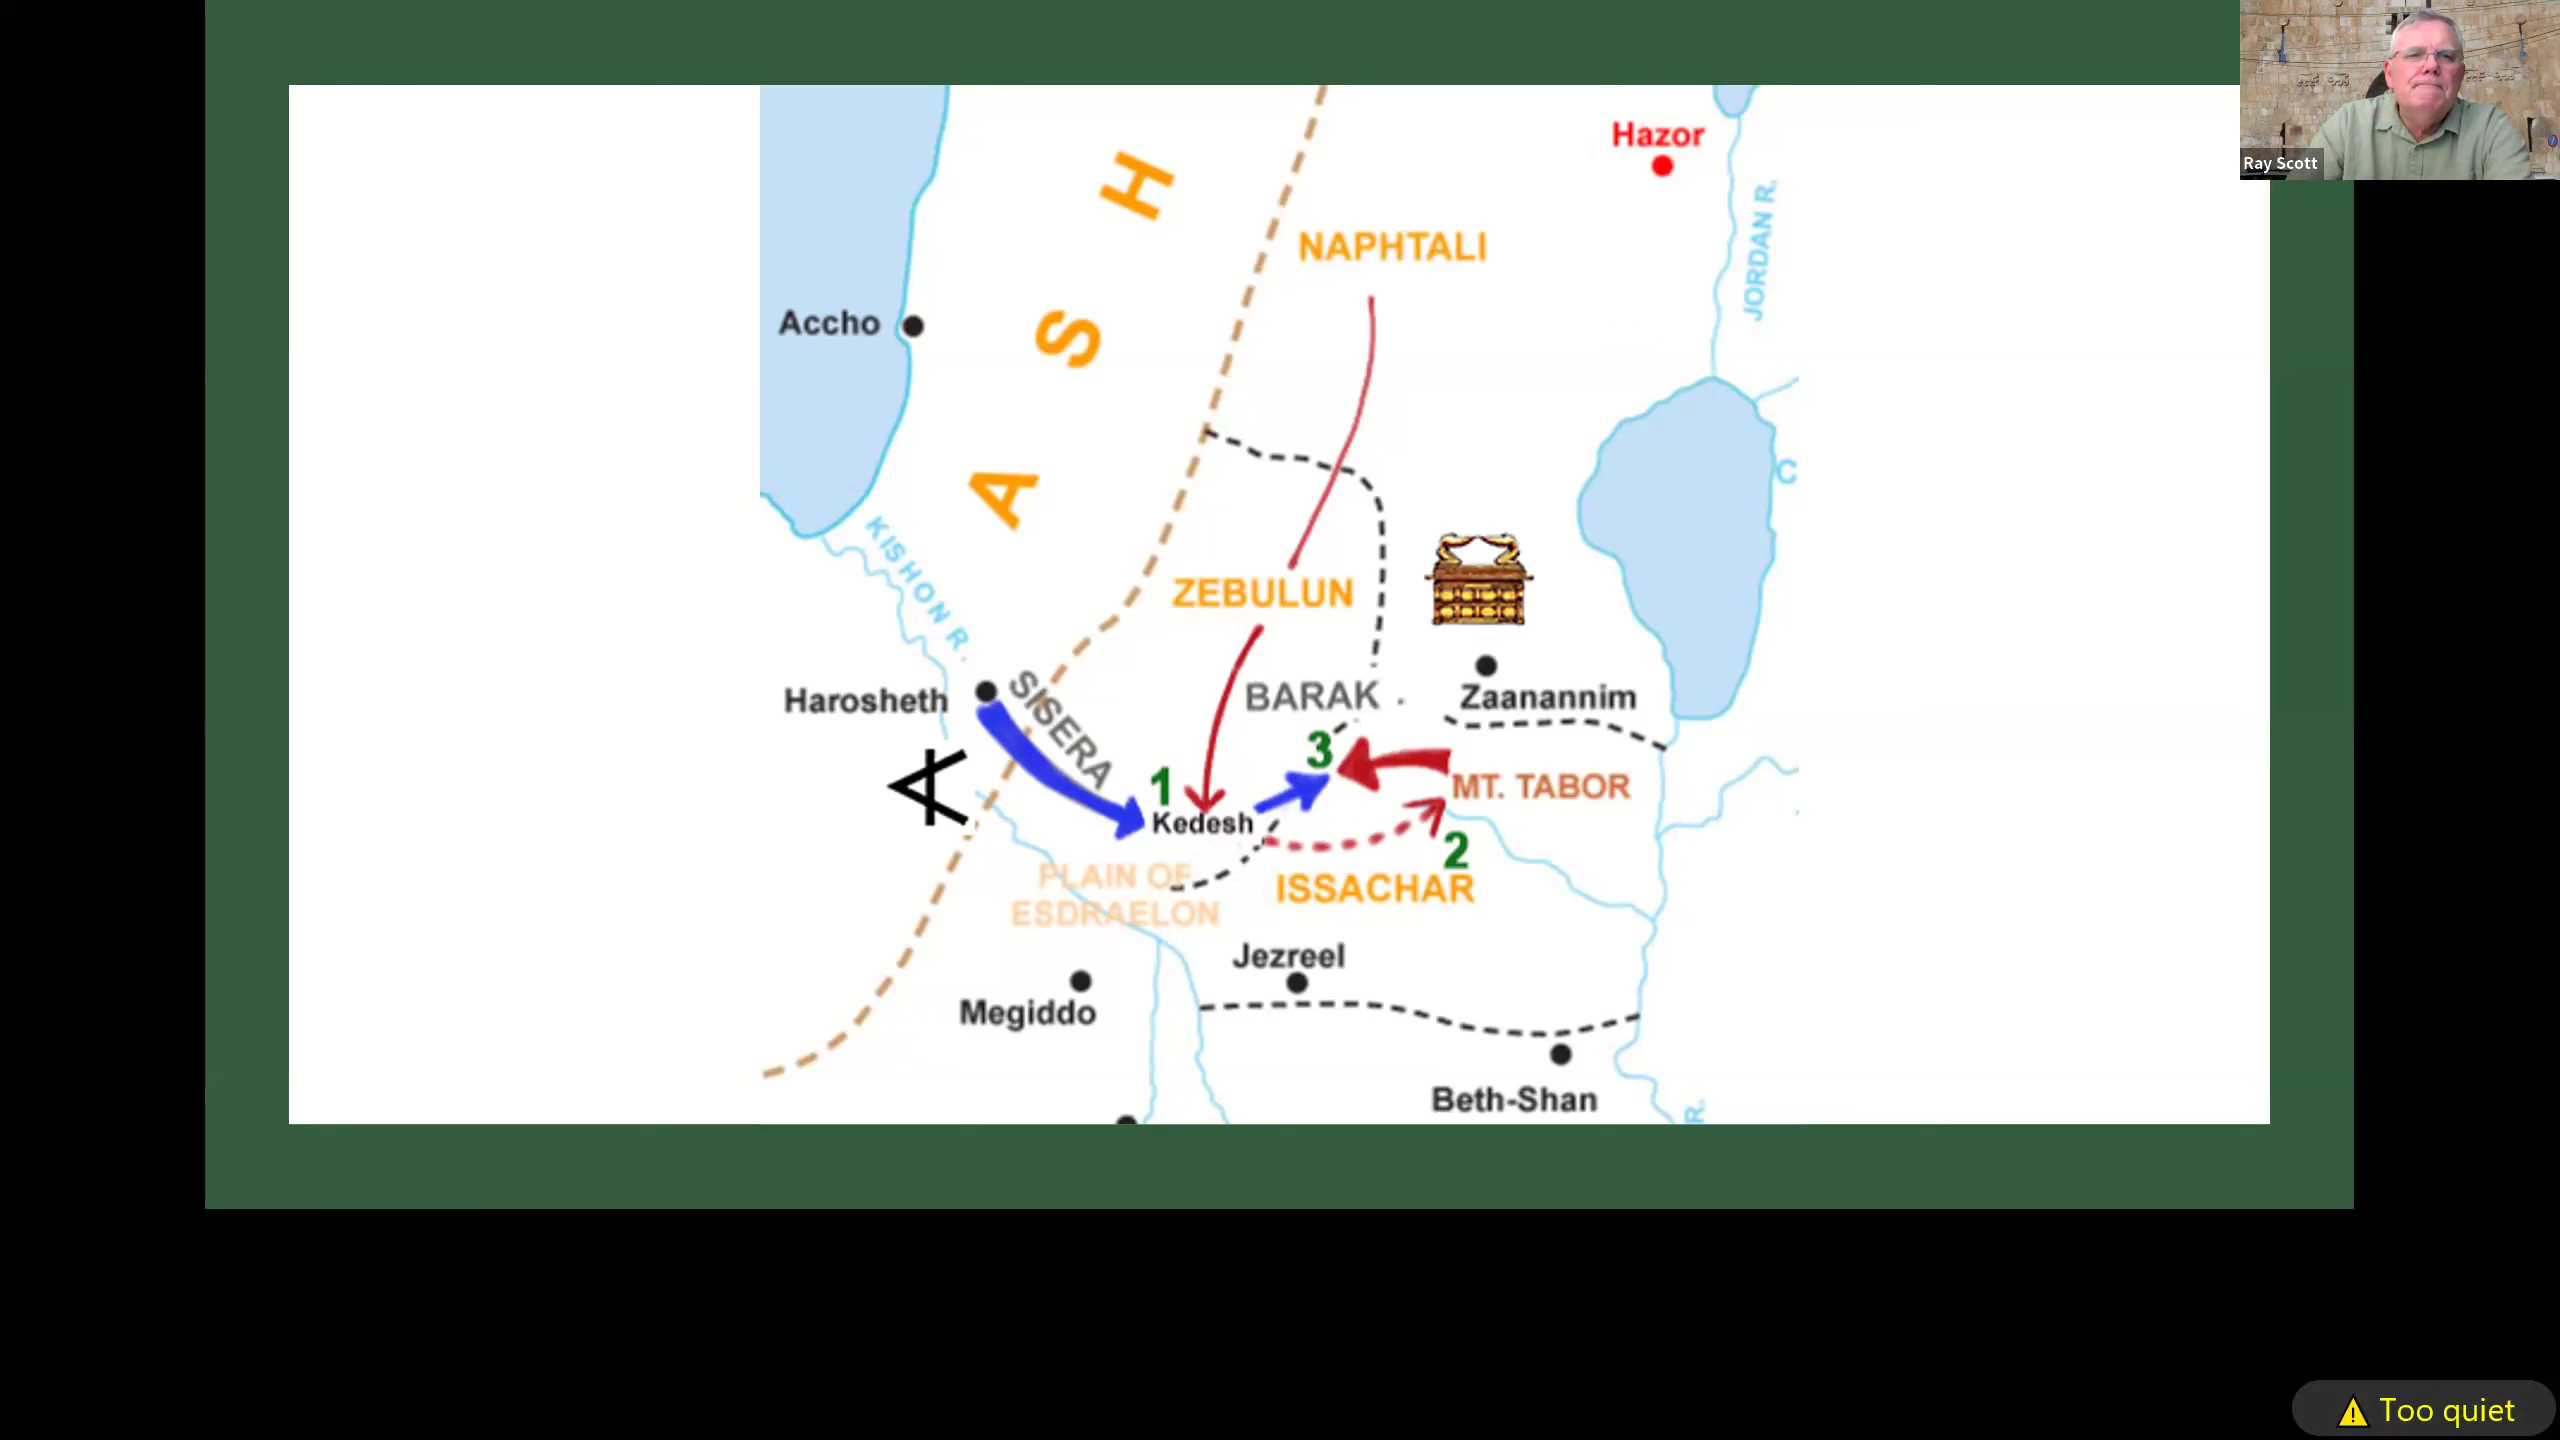 Ray Scott
Hazor
H
JORDAN R.
NAPHTALI
Accho
S
C
A
KISHON R.
ZEBULUN
Harosheth
SISERA
BARAK
Zaanannim
3
1
MT. TABOR
Kedesh
2
PLAIN OF
ESDRAELON
ISSACHAR
Jezreel
Megiddo
Beth-Shan
R.
Too quiet